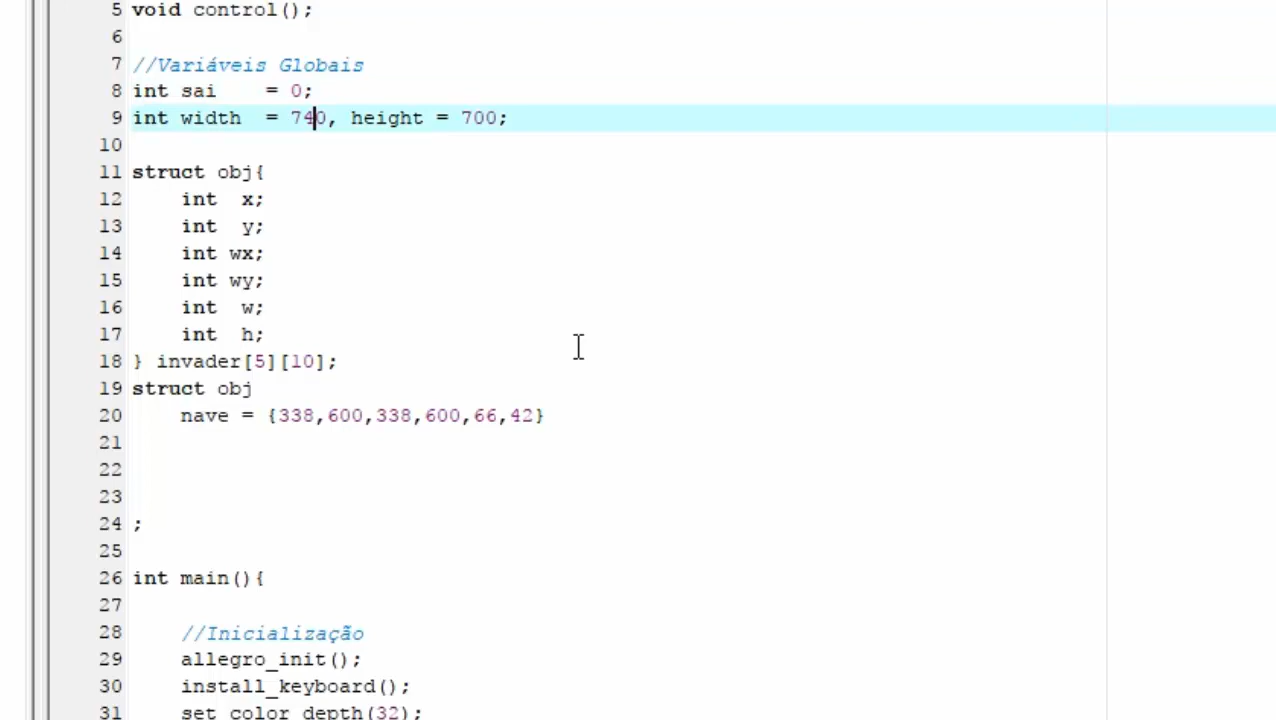 5 void control();
6
7 //Variáveis Globais
8 int sai    = 0;
9 int width  = 740, height = 700;
10
11 struct obj{
12     int  x;
13     int  y;
14     int wx;
15     int wy;
16     int  w;
17     int  h;
18 } invader[5][10];
19 struct obj
20     nave = {338,600,338,600,66,42}
21
22
23
24 ;
25
26 int main(){
27
28     //Inicialização
29     allegro_init();
30     install_keyboard();
31     set_color_depth(32);